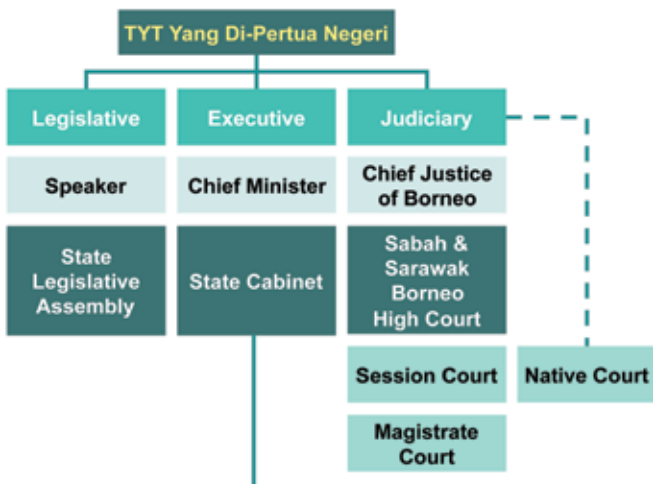 TYT Yang Di-Pertua Negeri
Legislative
Executive
Judiciary
Speaker
Chief Minister
Chief Justice
of Borneo
State
Legislative
Assembly
State Cabinet
Sabah &
Sarawak
Borneo
High Court
Session Court
Native Court
Magistrate
Court